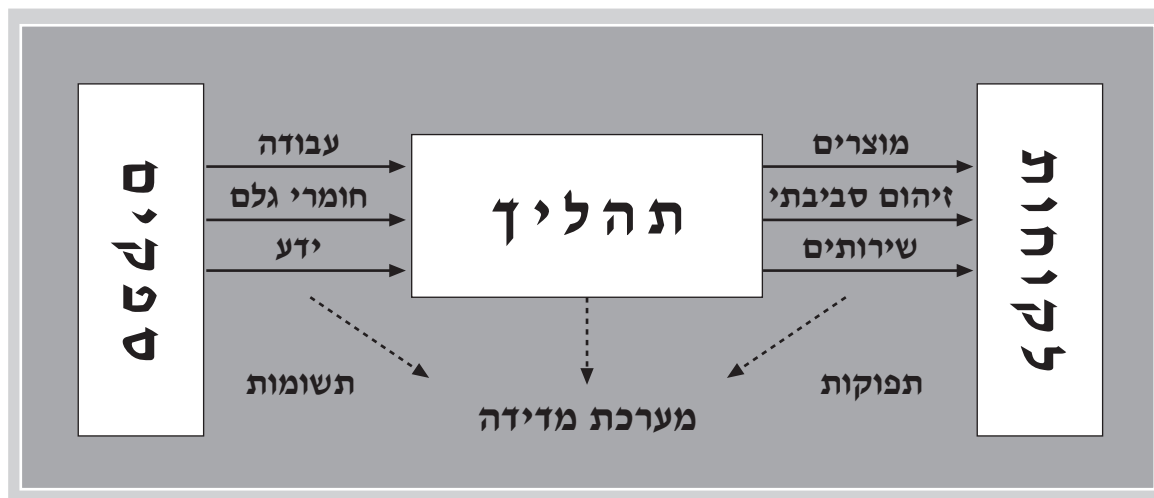 ספקים
עבודה
חומרי גלם
ידע
תהליך
מוצרים
זיהום סביבתי
שירותים
לקוחות
תשומות
תפוקות
מערכת מדידה